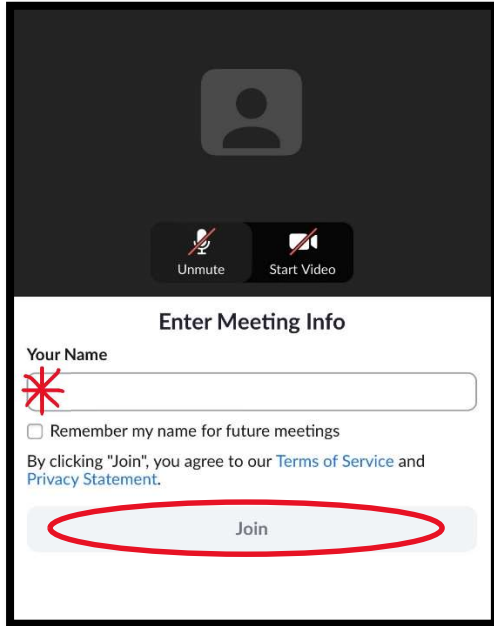 Unmute
Start Video
Enter Meeting Info
Your Name
Remember my name for future meetings
By clicking "Join", you agree to our Terms of Service and
Privacy Statement.
Join